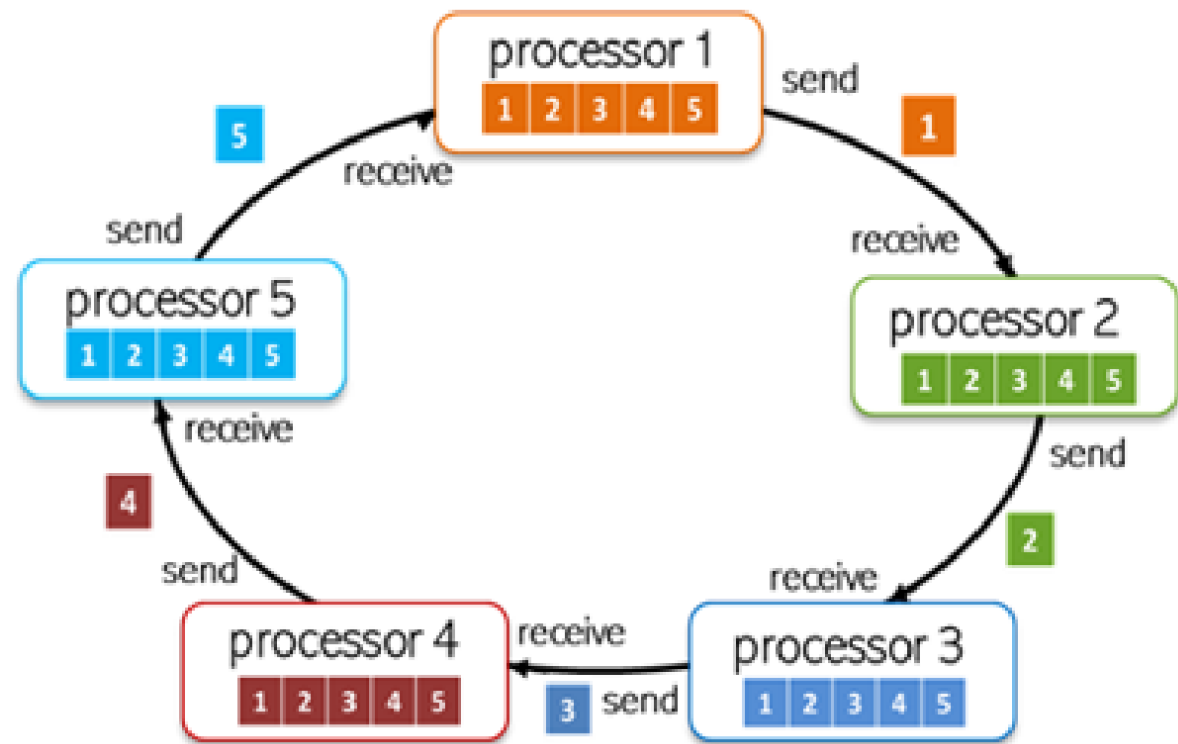 processor 1
1 2 3 4 5
send
1
receive
processor 2
1 2 3 4 5
send
2
receive
processor 3
1 2 3 4 5
send
3
receive
processor 4
1 2 3 4 5
send
4
receive
processor 5
1 2 3 4 5
send
5
receive